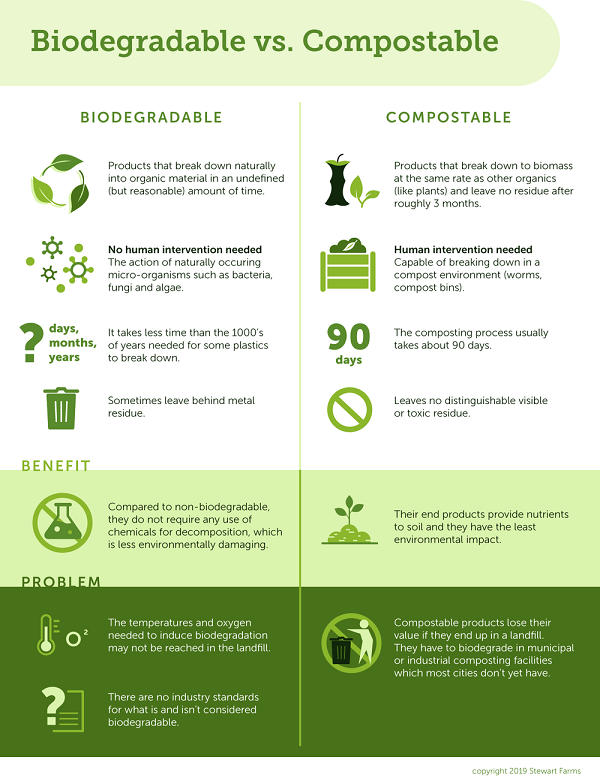 Biodegradable vs. Compostable
BIODEGRADABLE
Products that break down naturally
into organic material in an undefined
(but reasonable) amount of time.
No human intervention needed
The action of naturally occuring
micro-organisms such as bacteria,
fungi and algae.
?
days,
months,
years
It takes less time than the 1000's
of years needed for some plastics
to break down.
Sometimes leave behind metal
residue.
COMPOSTABLE
Products that break down to biomass
at the same rate as other organics
(like plants) and leave no residue after
roughly 3 months.
Human intervention needed
Capable of breaking down in a
compost environment (worms,
compost bins).
90
days
The composting process usually
takes about 90 days.
Leaves no distinguishable visible
or toxic residue.
BENEFIT
Compared to non-biodegradable,
they do not require any use of
chemicals for decomposition, which
is less environmentally damaging.
Their end products provide nutrients
to soil and they have the least
environmental impact.
PROBLEM
O²
The temperatures and oxygen
needed to induce biodegradation
may not be reached in the landfill.
?
There are no industry standards
for what is and isn't considered
biodegradable.
Compostable products lose their
value if they end up in a landfill.
They have to biodegrade in municipal
or industrial composting facilities
which most cities don't yet have.
copyright 2019 Stewart Farms